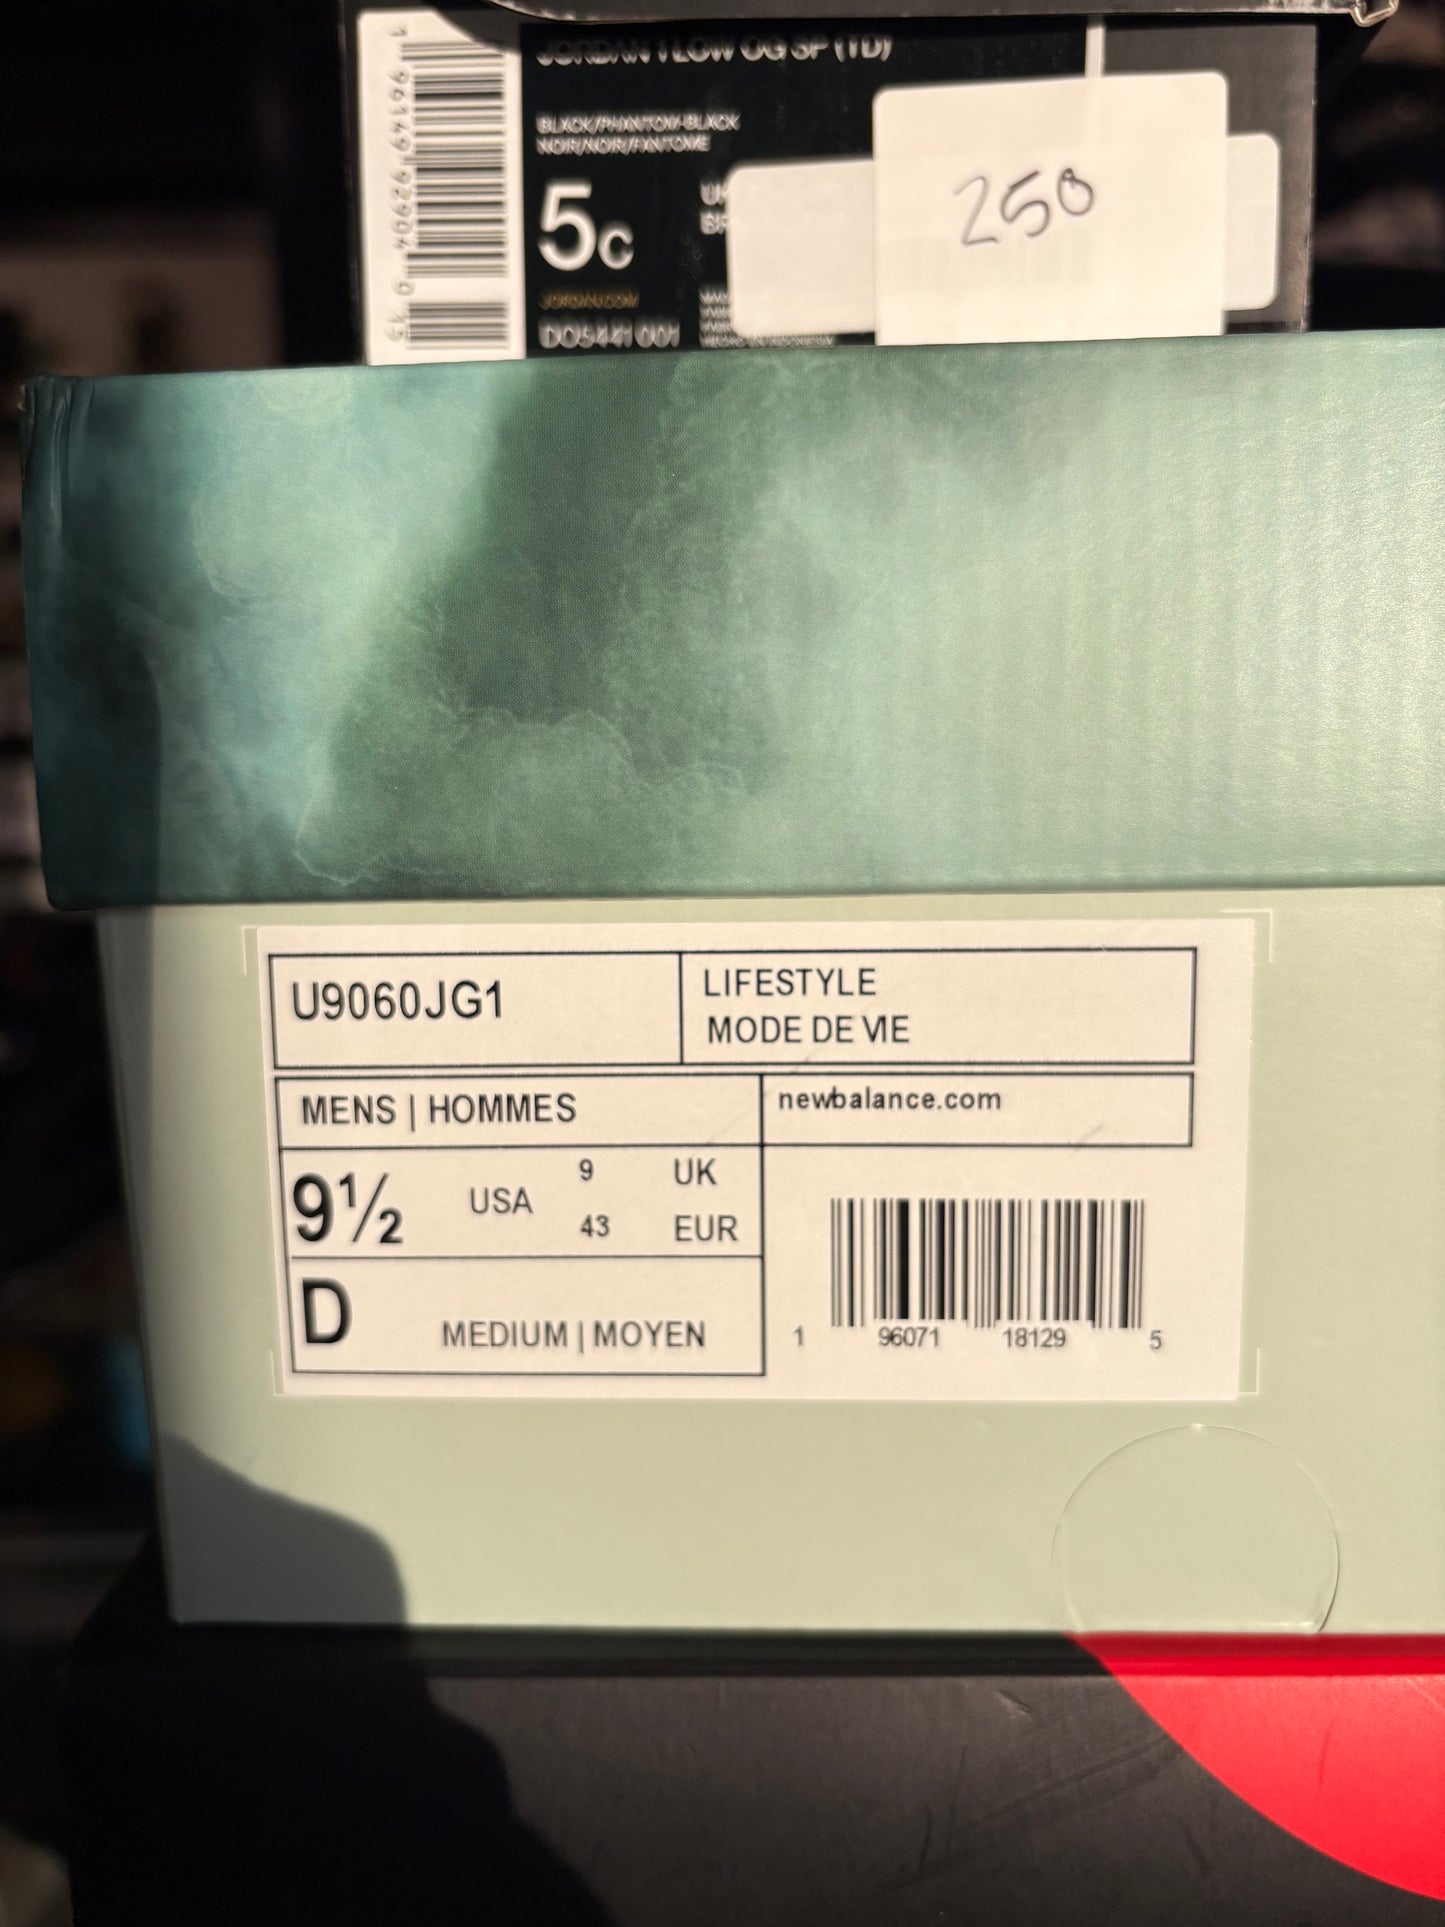 JORDAN 1 LOW OG SP (TD)
BLACK/PHANTOM-BLACK
NOIR/NOIR/FANTOME
5c
JORDAN.COM
DO5441 001
250
U9060JG1
LIFESTYLE
MODE DE VIE
MENS | HOMMES
newbalance.com
9½ USA 9 UK
43 EUR
D MEDIUM | MOYEN
1 96071 18129 5